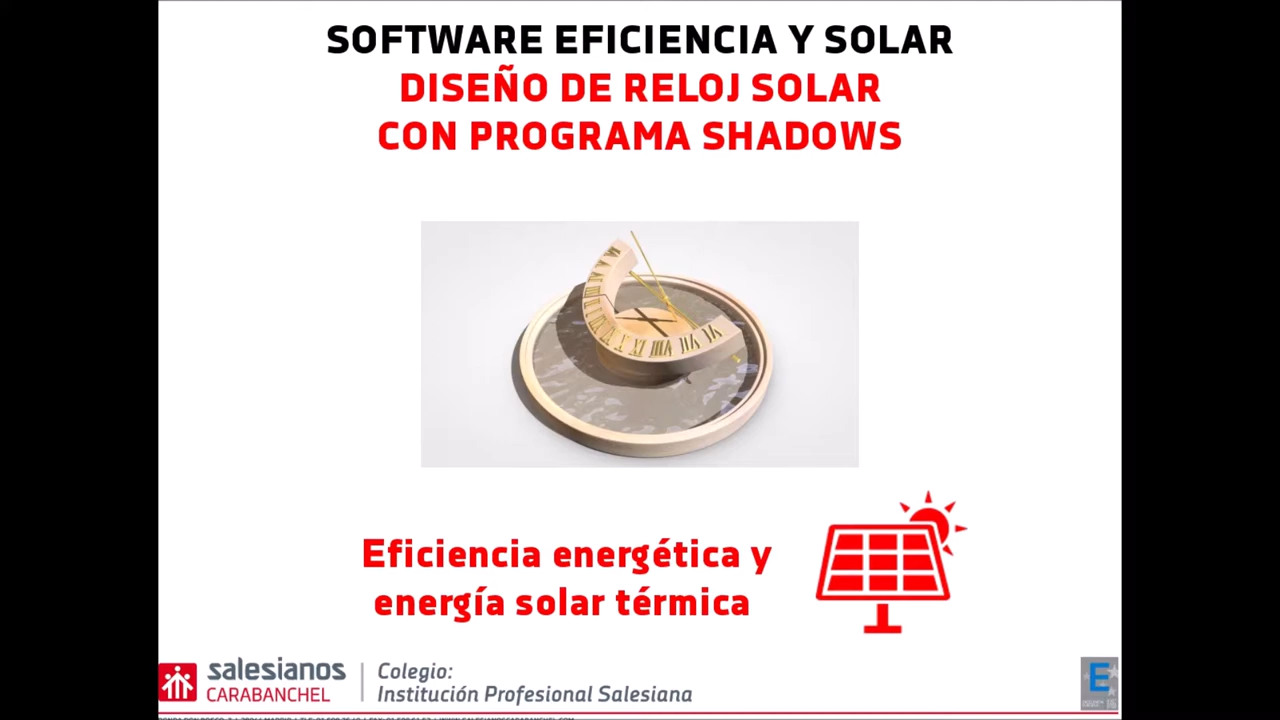 SOFTWARE EFICIENCIA Y SOLAR
DISEÑO DE RELOJ SOLAR
CON PROGRAMA SHADOWS
Eficiencia energética y
energía solar térmica
salesianos
CARABANCHEL
Colegio:
Institución Profesional Salesiana
E